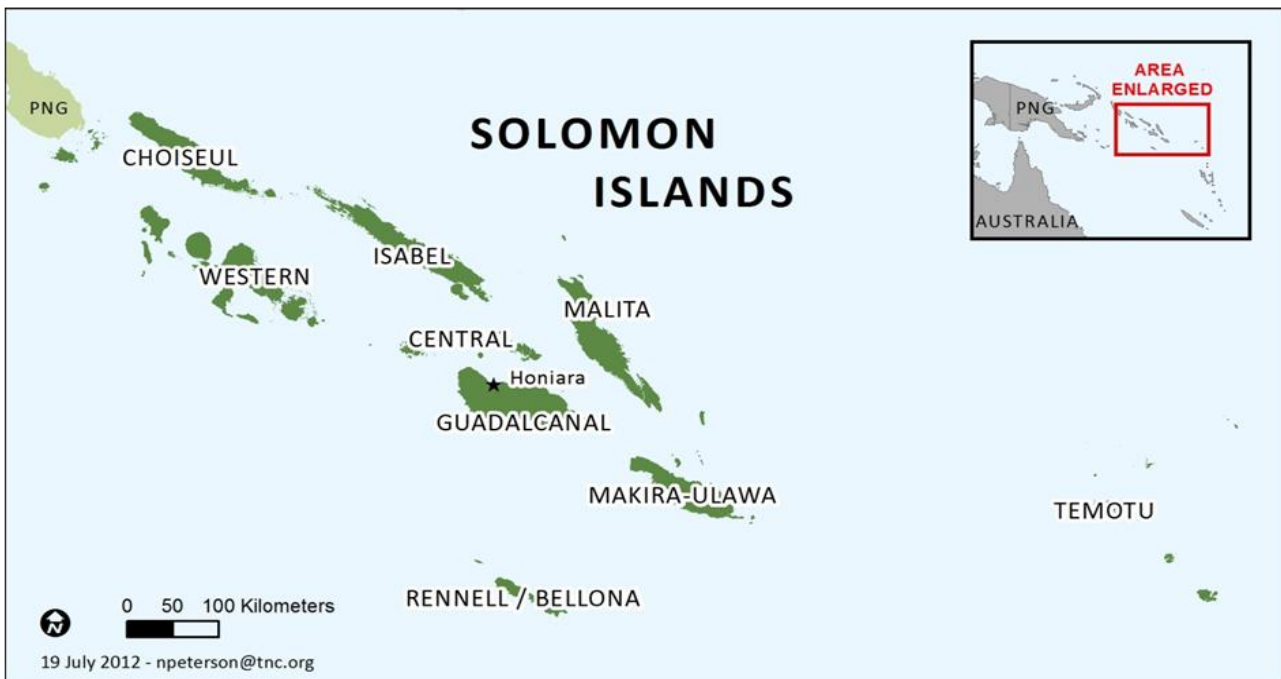 PNG
CHOISEUL
SOLOMON
ISLANDS
AREA
ENLARGED
PNG
AUSTRALIA
ISABEL
WESTERN
MALITA
CENTRAL
Honiara
GUADALCANAL
MAKIRA-ULAWA
TEMOTU
RENNELL / BELLONA
0 50 100 Kilometers
N
19 July 2012 - npeterson@tnc.org